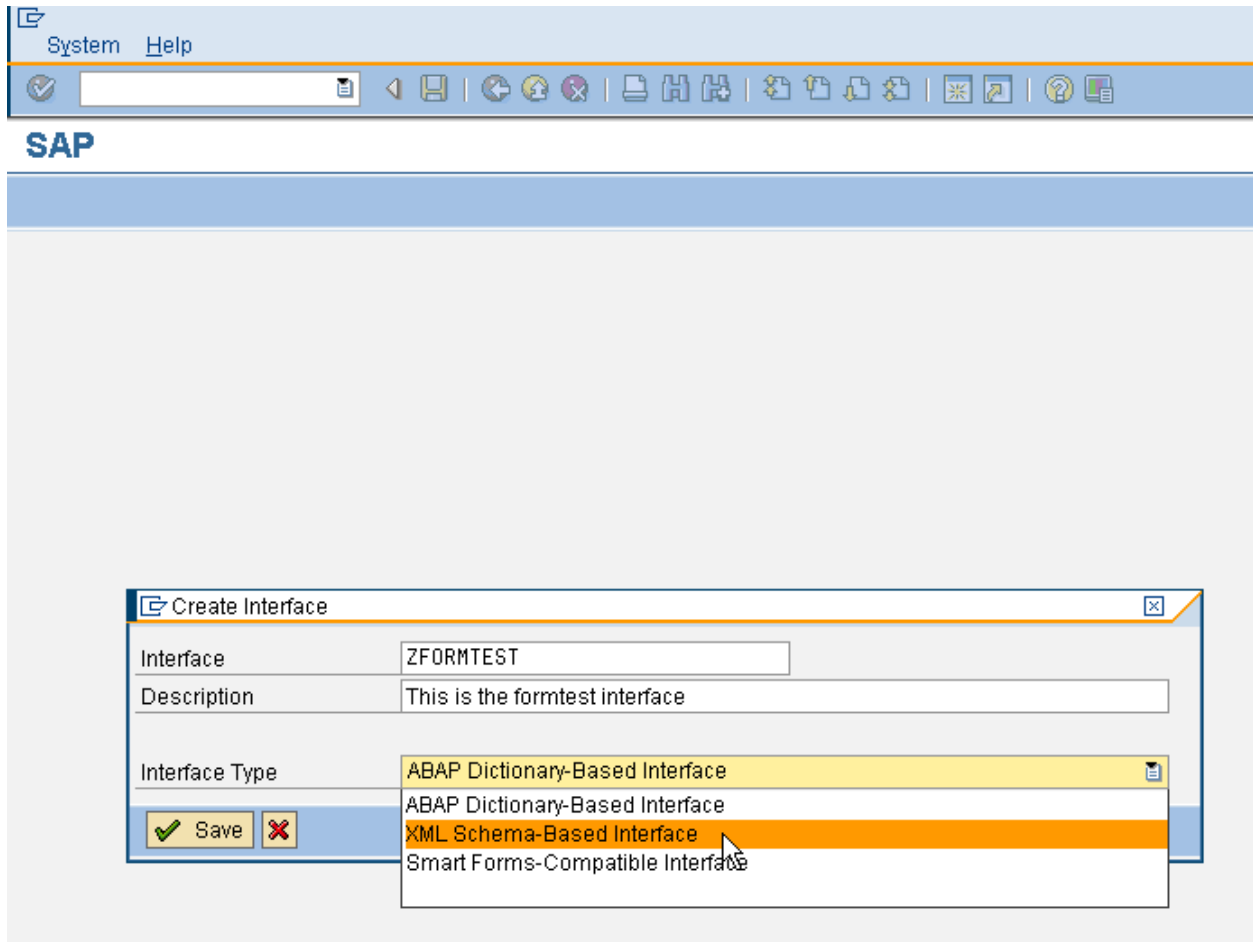 System Help
SAP
Create Interface
Interface ZFORMTEST
Description This is the formtest interface
Interface Type ABAP Dictionary-Based Interface
ABAP Dictionary-Based Interface
Save XML Schema-Based Interface
Smart Forms-Compatible Interface